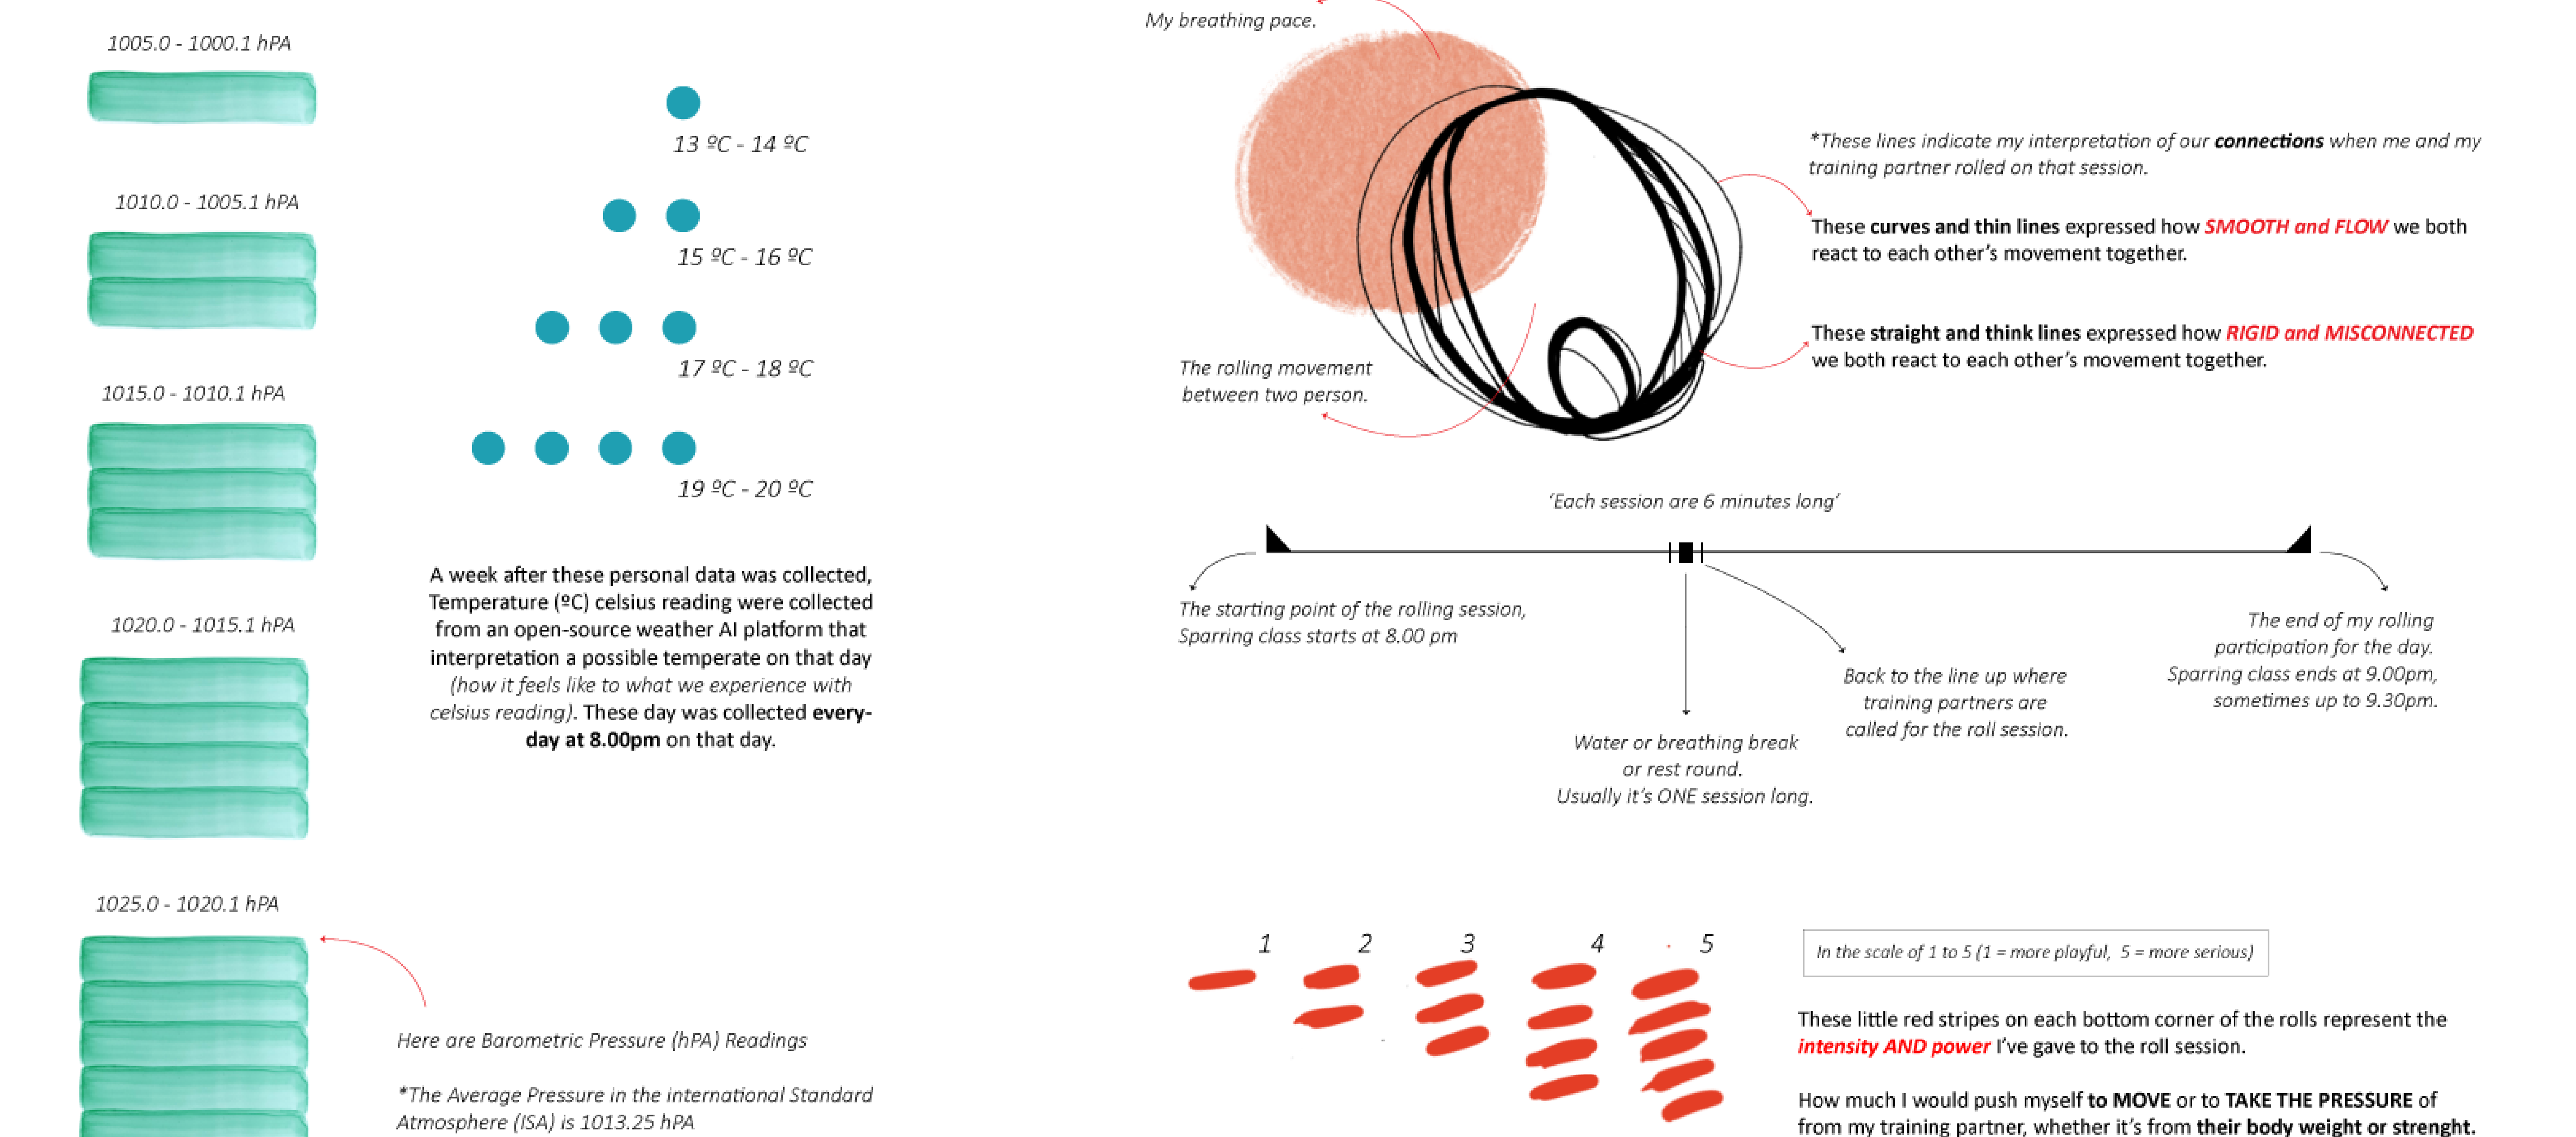 1005.0 - 1000.1 hPA
1010.0 - 1005.1 hPA
1015.0 - 1010.1 hPA
1020.0 - 1015.1 hPA
1025.0 - 1020.1 hPA
13 ºC - 14 ºC
15 ºC - 16 ºC
17 ºC - 18 ºC
19 ºC - 20 ºC
A week after these personal data was collected,
Temperature (ºC) celsius reading were collected
from an open-source weather AI platform that
interpretation a possible temperate on that day
(how it feels like to what we experience with
celsius reading). These day was collected every-
day at 8.00pm on that day.
Here are Barometric Pressure (hPA) Readings
*The Average Pressure in the international Standard
Atmosphere (ISA) is 1013.25 hPA
My breathing pace.
The rolling movement
between two person.
*These lines indicate my interpretation of our connections when me and my
training partner rolled on that session.
These curves and thin lines expressed how SMOOTH and FLOW we both
react to each other's movement together.
These straight and think lines expressed how RIGID and MISCONNECTED
we both react to each other's movement together.
'Each session are 6 minutes long'
The starting point of the rolling session,
Sparring class starts at 8.00 pm
Water or breathing break
or rest round.
Usually it's ONE session long.
Back to the line up where
training partners are
called for the roll session.
The end of my rolling
participation for the day.
Sparring class ends at 9.00pm,
sometimes up to 9.30pm.
1 2 3 4 5
In the scale of 1 to 5 (1 = more playful, 5 = more serious)
These little red stripes on each bottom corner of the rolls represent the
intensity AND power I've gave to the roll session.
How much I would push myself to MOVE or to TAKE THE PRESSURE of
from my training partner, whether it's from their body weight or strenght.